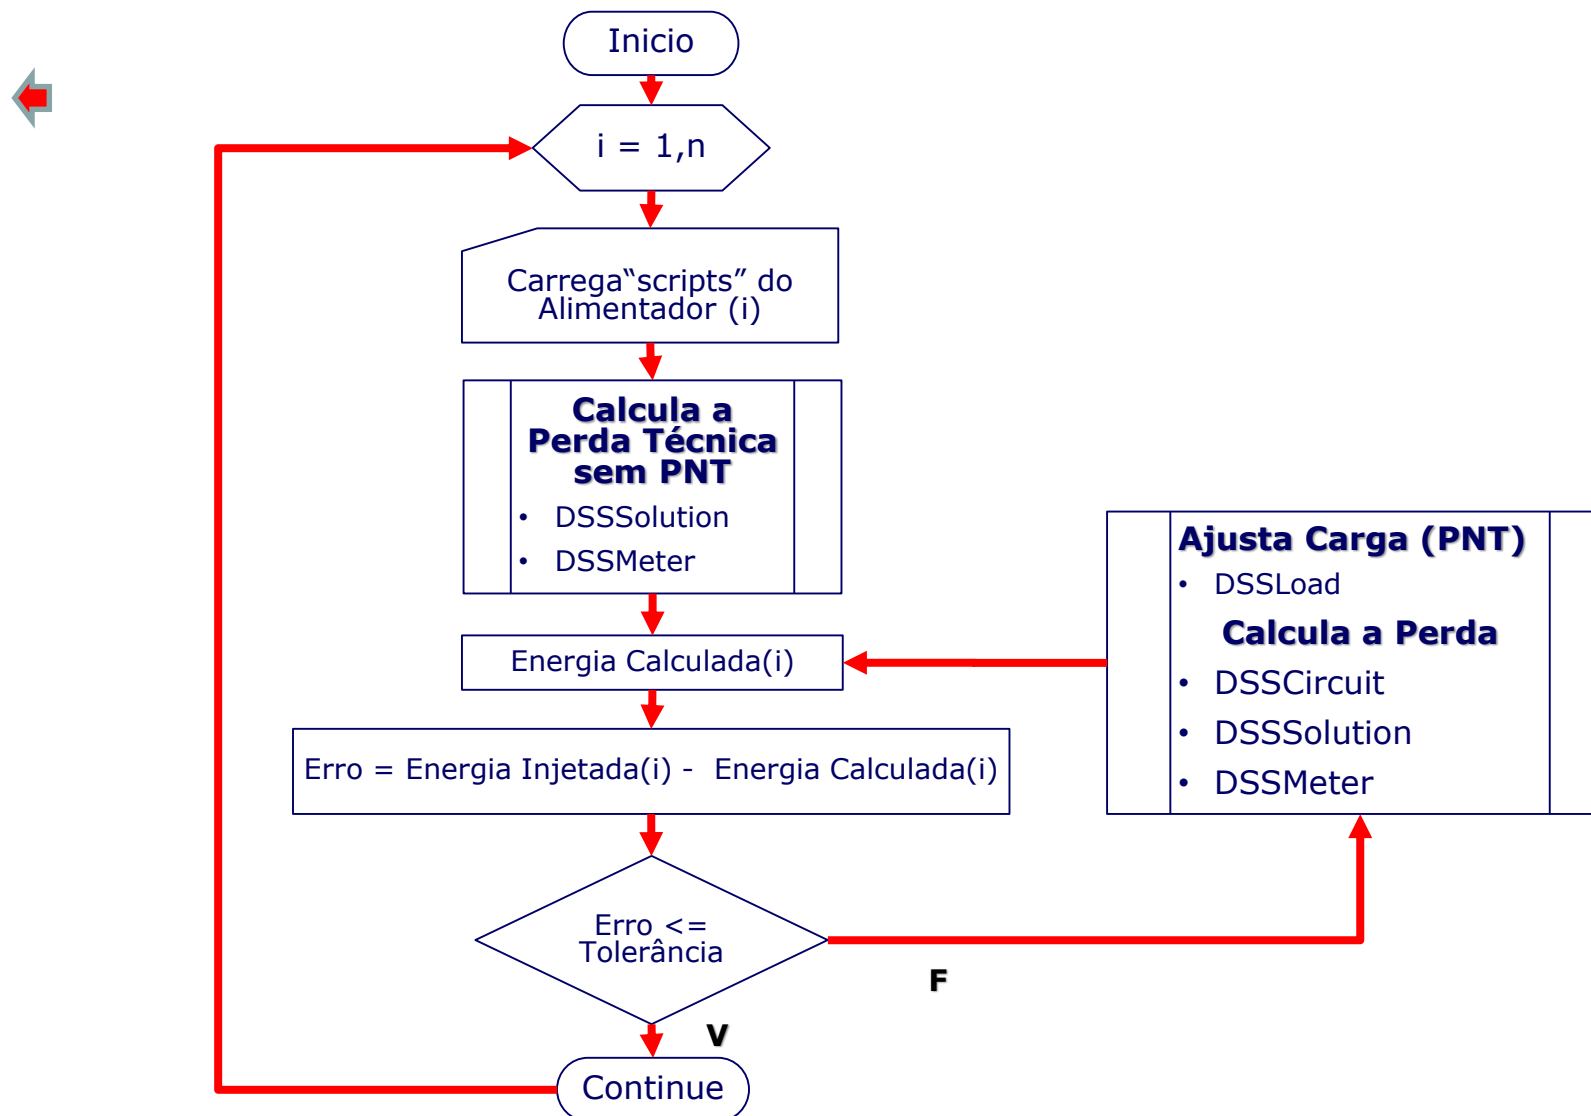 Inicio
i = 1,n
Carrega“scripts” do
Alimentador (i)
Calcula a
Perda Técnica
sem PNT
• DSSSolution
• DSSMeter
Energia Calculada(i)
Erro = Energia Injetada(i) - Energia Calculada(i)
Erro <=
Tolerância
F
V
Continue
Ajusta Carga (PNT)
• DSSLoad
Calcula a Perda
• DSSCircuit
• DSSSolution
• DSSMeter